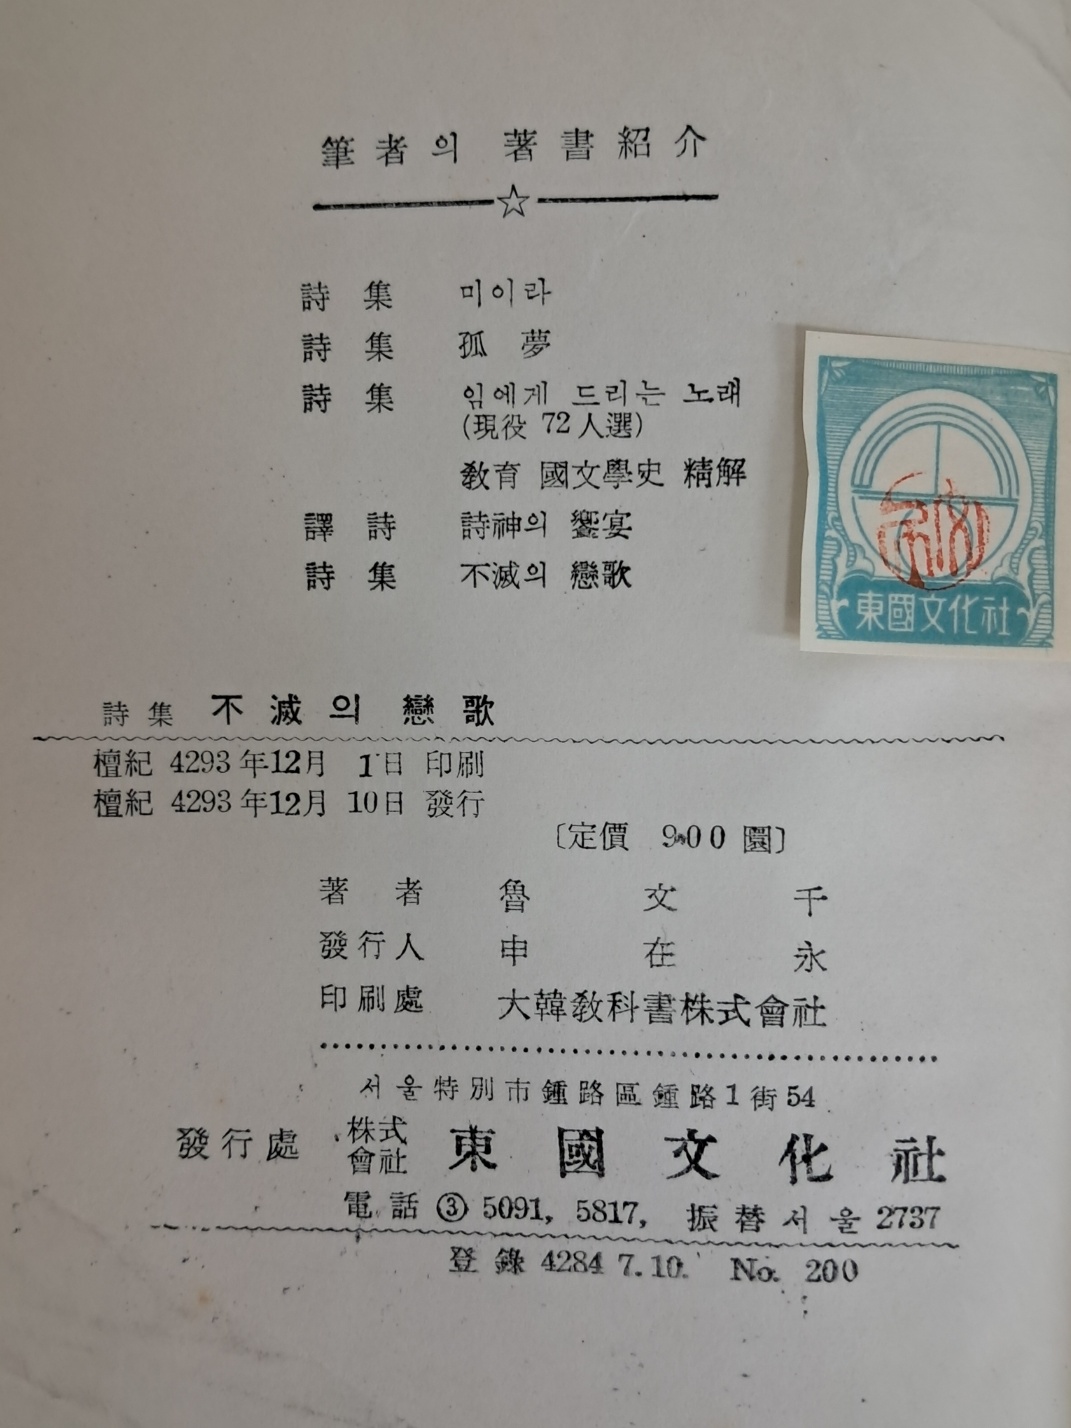 筆者의 著書紹介
詩集 미이라
詩集 孤夢
詩集 임에게 드리는 노래
(現役 72人選)
敎育 國文學史 精解
譯詩 詩神의 饗宴
詩集 不滅의 戀歌
東國文化社
詩集 不滅의 戀歌
檀紀 4293年12月 1日 印刷
檀紀 4293年12月 10日 發行
〔定價 900 圜〕
著者 魯文千
發行人 申在永
印刷處 大韓敎科書株式會社
서울特別市鍾路區鍾路1街54
發行處 株式會社 東國文化社
電話 ③ 5091, 5817, 振替서울 2737
登錄 4284 7.10. No. 200